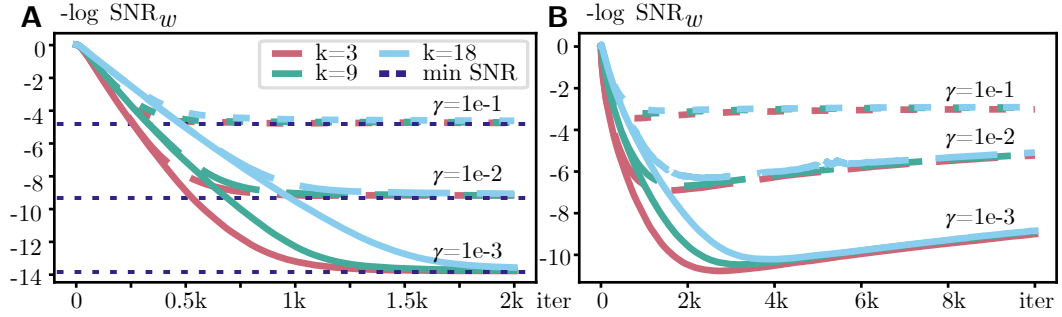 A
-log SNR_w
0
-2
-4
-6
-8
-10
-12
-14
k=3
k=9
k=18
min SNR
γ=1e-1
γ=1e-2
γ=1e-3
0
0.5k
1k
1.5k
2k
iter
B
-log SNR_w
0
-2
-4
-6
-8
-10
γ=1e-1
γ=1e-2
γ=1e-3
0
2k
4k
6k
8k
iter